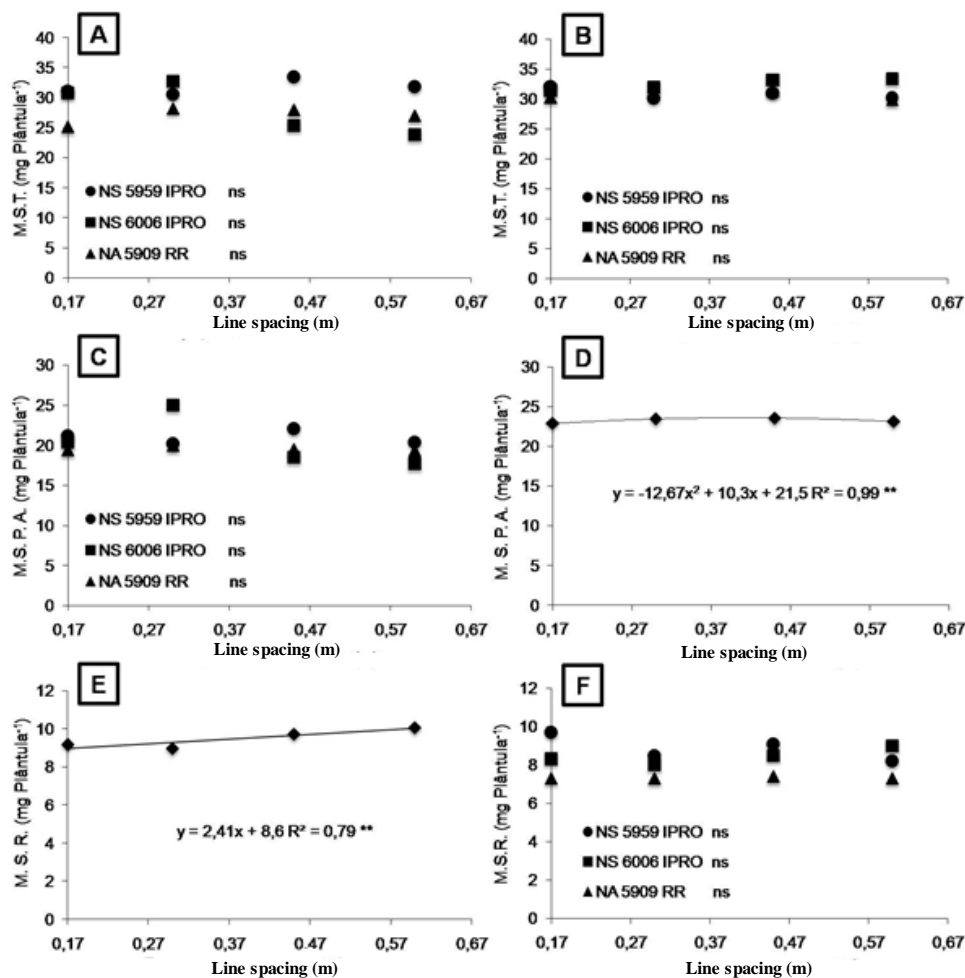 A
M.S.T. (mg Plântula⁻¹)
40
35
30
25
20
15
10
5
0
NS 5959 IPRO ns
NS 6006 IPRO ns
NA 5909 RR ns
0,17 0,27 0,37 0,47 0,57 0,67
Line spacing (m)
B
M.S.T. (mg Plântula⁻¹)
40
35
30
25
20
15
10
5
0
NS 5959 IPRO ns
NS 6006 IPRO ns
NA 5909 RR ns
0,17 0,27 0,37 0,47 0,57 0,67
Line spacing (m)
C
M. S. P. A. (mg Plântula⁻¹)
30
25
20
15
10
5
0
NS 5959 IPRO ns
NS 6006 IPRO ns
NA 5909 RR ns
0,17 0,27 0,37 0,47 0,57 0,67
Line spacing (m)
D
M. S. P. A. (mg Plântula⁻¹)
30
25
20
15
10
5
0
y = -12,67x² + 10,3x + 21,5 R² = 0,99 **
0,17 0,27 0,37 0,47 0,57 0,67
Line spacing (m)
E
M. S. R. (mg Plântula⁻¹)
12
10
8
6
4
2
0
y = 2,41x + 8,6 R² = 0,79 **
0,17 0,27 0,37 0,47 0,57 0,67
Line spacing (m)
F
M.S.R. (mg Plântula⁻¹)
12
10
8
6
4
2
0
NS 5959 IPRO ns
NS 6006 IPRO ns
NA 5909 RR ns
0,17 0,27 0,37 0,47 0,57 0,67
Line spacing (m)